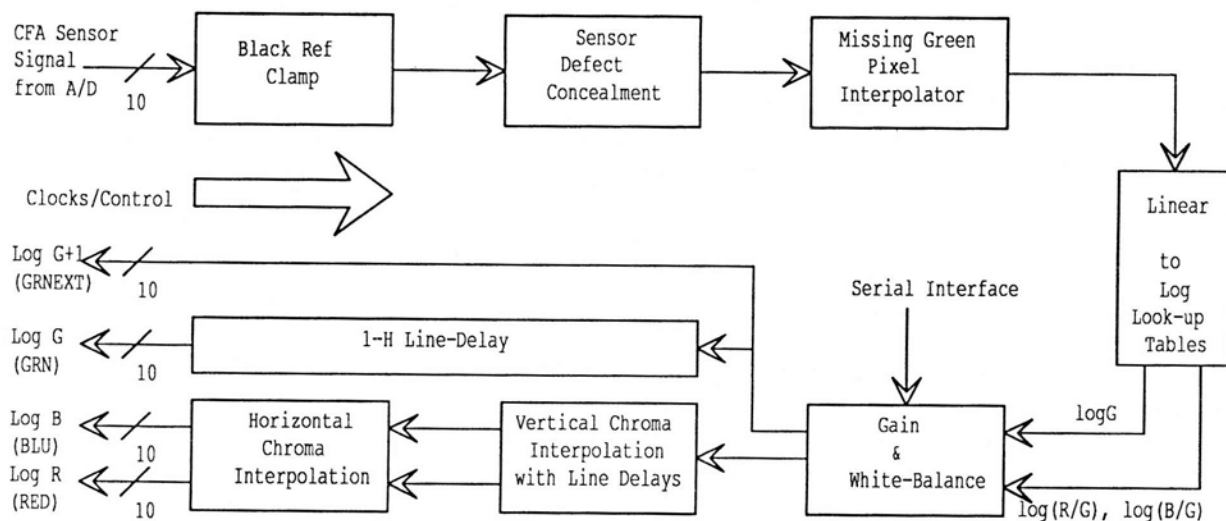 CFA Sensor
Signal
from A/D
10
Black Ref
Clamp
Sensor
Defect
Concealment
Missing Green
Pixel
Interpolator
Clocks/Control
Linear
to
Log
Look-up
Tables
Log G+1
(GRNEXT)
10
Serial Interface
Log G
(GRN)
10
1-H Line-Delay
logG
Log B
(BLU)
10
Log R
(RED)
10
Horizontal
Chroma
Interpolation
Vertical Chroma
Interpolation
with Line Delays
Gain
&
White-Balance
log(R/G), log(B/G)